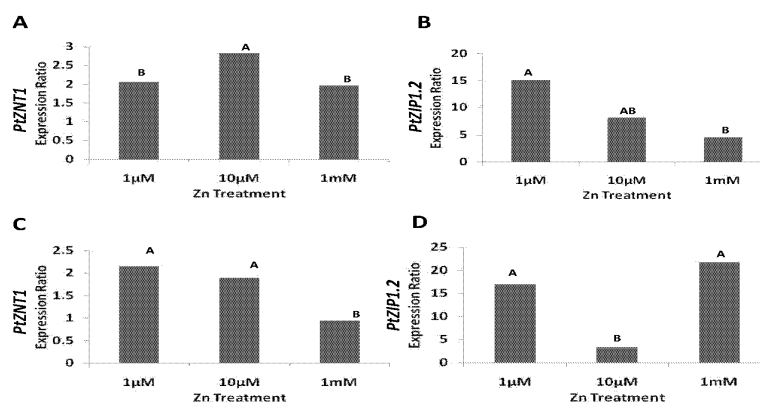 A
PtZNT1
Expression Ratio
3
2.5
2
1.5
1
0.5
0
B
A
B
1µM
10µM
1mM
Zn Treatment
B
PtZIP1.2
Expression Ratio
20
15
10
5
0
A
AB
B
1µM
10µM
1mM
Zn Treatment
C
PtZNT1
Expression Ratio
2.5
2
1.5
1
0.5
0
A
A
B
1µM
10µM
1mM
Zn Treatment
D
PtZIP1.2
Expression Ratio
25
20
15
10
5
0
A
B
A
1µM
10µM
1mM
Zn Treatment